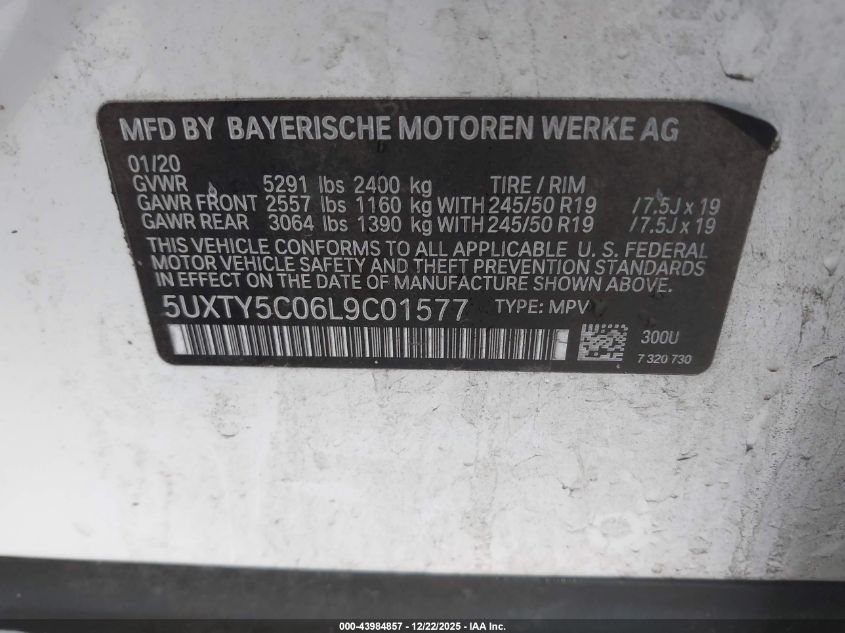 MFD BY BAYERISCHE MOTOREN WERKE AG
01/20
GVWR 5291 lbs 2400 kg TIRE / RIM
GAWR FRONT 2557 lbs 1160 kg WITH 245/50 R19 /7.5J x 19
GAWR REAR 3064 lbs 1390 kg WITH 245/50 R19 /7.5J x 19
THIS VEHICLE CONFORMS TO ALL APPLICABLE U. S. FEDERAL
MOTOR VEHICLE SAFETY AND THEFT PREVENTION STANDARDS
IN EFFECT ON THE DATE OF MANUFACTURE SHOWN ABOVE.
5UXTY5C06L9C01577 TYPE: MPV
300U
7 320 730
000-43984857 • 12/22/2025 - IAA Inc.